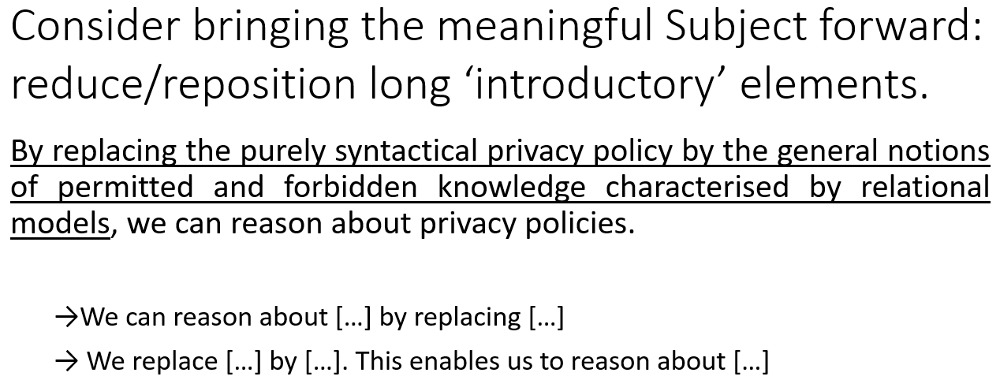 Consider bringing the meaningful Subject forward:
reduce/reposition long ‘introductory’ elements.
By replacing the purely syntactical privacy policy by the general notions
of permitted and forbidden knowledge characterised by relational
models, we can reason about privacy policies.
→We can reason about […] by replacing […]
→ We replace […] by […]. This enables us to reason about […]